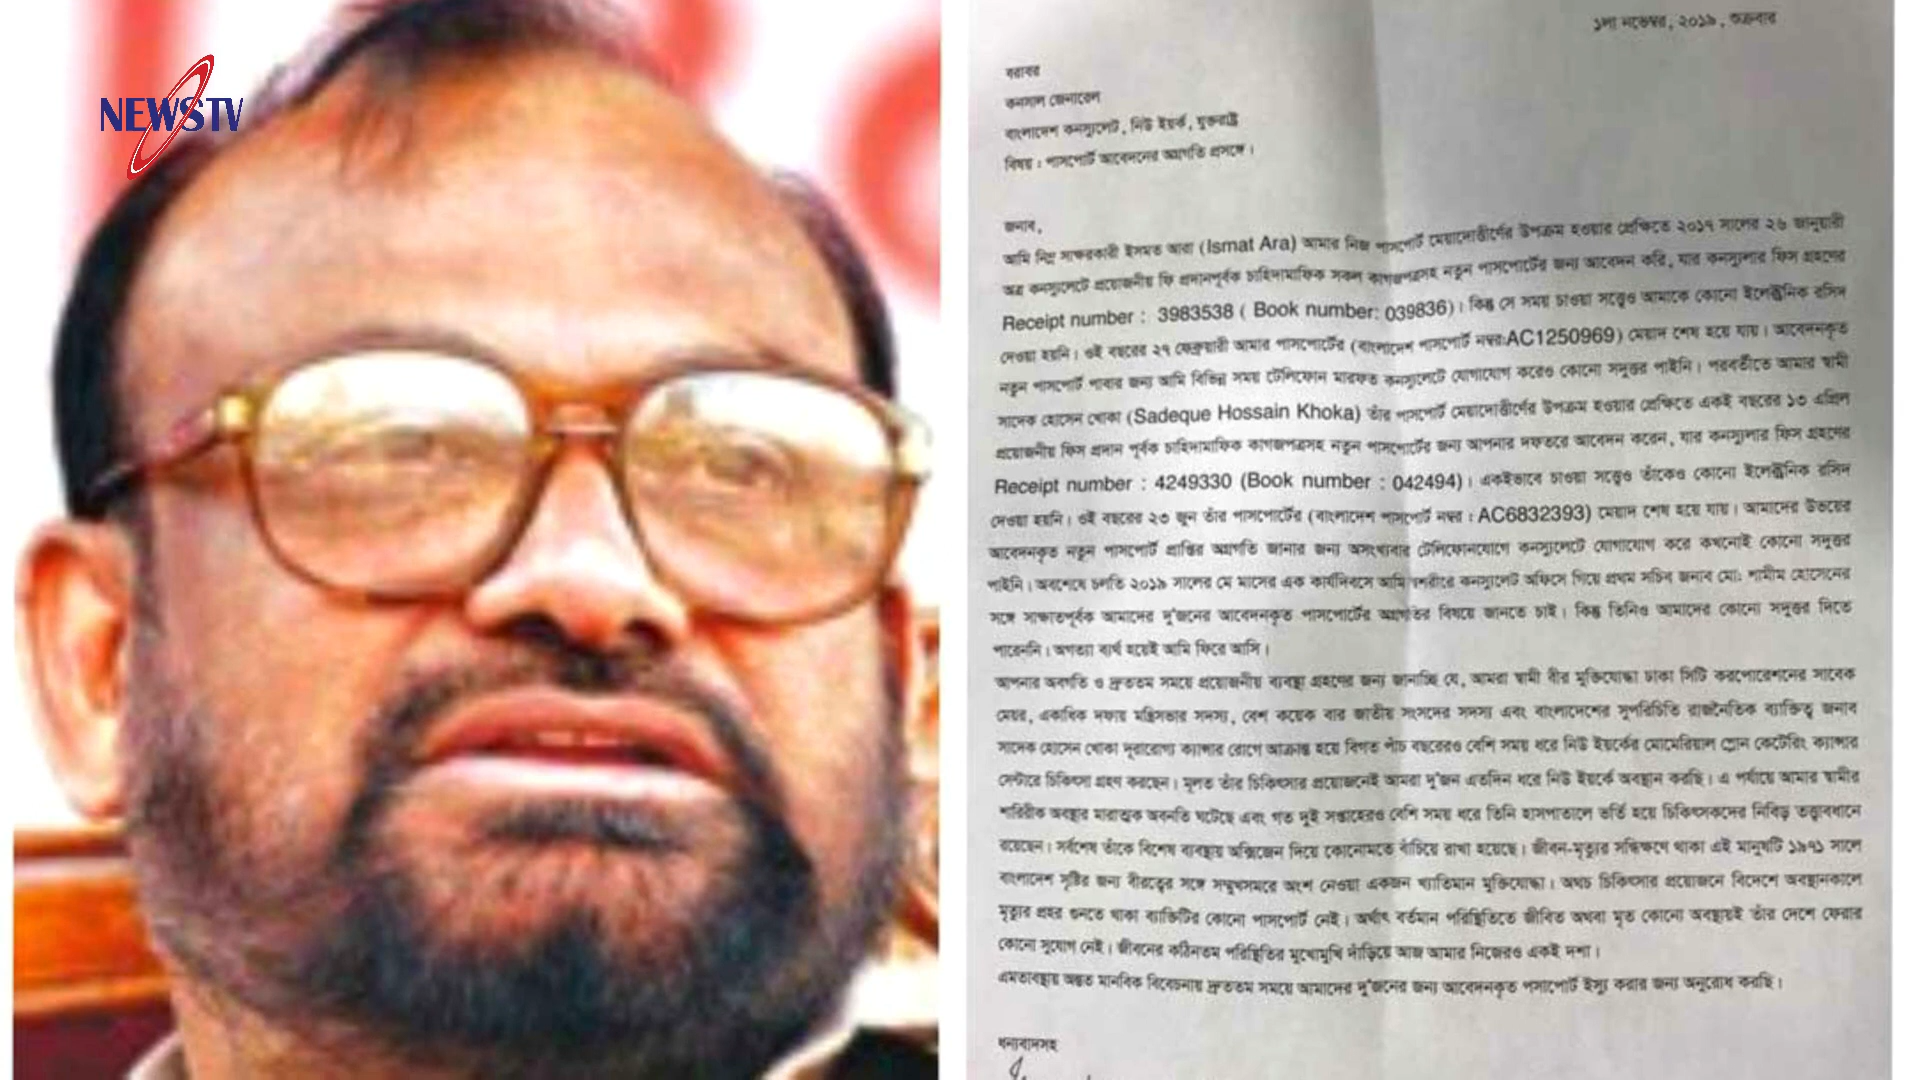 NEWSTV
১লা নভেম্বর, ২০১৯, শুক্রবার
বরাবর
কনসাল জেনারেল
বাংলাদেশ কনস্যুলেট, নিউ ইয়র্ক, যুক্তরাষ্ট্র
বিষয় : পাসপোর্ট আবেদনের অগ্রগতি প্রসঙ্গে।
জনাব,
আমি নিম্ন সাক্ষরকারী ইসমত আরা (Ismat Ara) আমার নিজ পাসপোর্ট মেয়াদোত্তীর্ণের উপক্রম হওয়ার প্রেক্ষিতে ২০১৭ সালের ২৬ জানুয়ারী
অত্র কনস্যুলেটে প্রয়োজনীয় ফি প্রদানপূর্বক চাহিদামাফিক সকল কাগজপত্রসহ নতুন পাসপোর্টের জন্য আবেদন করি, যার কনস্যুলার ফিস গ্রহণের
Receipt number : 3983538 ( Book number: 039836)। কিন্তু সে সময় চাওয়া সত্ত্বেও আমাকে কোনো ইলেক্ট্রনিক রসিদ
দেওয়া হয়নি। ওই বছরের ২৭ ফেব্রুয়ারী আমার পাসপোর্টের (বাংলাদেশ পাসপোর্ট নম্বর:AC1250969) মেয়াদ শেষ হয়ে যায়। আবেদনকৃত
নতুন পাসপোর্ট পাবার জন্য আমি বিভিন্ন সময় টেলিফোন মারফত কনস্যুলেটে যোগাযোগ করেও কোনো সদুত্তর পাইনি। পরবর্তীতে আমার স্বামী
সাদেক হোসেন খোকা (Sadeque Hossain Khoka) তাঁর পাসপোর্ট মেয়াদোত্তীর্ণের উপক্রম হওয়ার প্রেক্ষিতে একই বছরের ১৩ এপ্রিল
প্রয়োজনীয় ফিস প্রদান পূর্বক চাহিদামাফিক কাগজপত্রসহ নতুন পাসপোর্টের জন্য আপনার দফতরে আবেদন করেন, যার কনস্যুলার ফিস গ্রহণের
Receipt number : 4249330 (Book number : 042494)। একইভাবে চাওয়া সত্ত্বেও তাঁকেও কোনো ইলেক্ট্রনিক রসিদ
দেওয়া হয়নি। ওই বছরের ২৩ জুন তাঁর পাসপোর্টের (বাংলাদেশ পাসপোর্ট নম্বর : AC6832393) মেয়াদ শেষ হয়ে যায়। আমাদের উভয়ের
আবেদনকৃত নতুন পাসপোর্ট প্রাপ্তির অগ্রগতি জানার জন্য অসংখ্যবার টেলিফোনযোগে কনস্যুলেটে যোগাযোগ করে কখনোই কোনো সদুত্তর
পাইনি। অবশেষে চলতি ২০১৯ সালের মে মাসের এক কার্যদিবসে আমি স্বশরীরে কনস্যুলেট অফিসে গিয়ে প্রথম সচিব জনাব মো: শামীম হোসেনের
সঙ্গে সাক্ষাতপূর্বক আমাদের দু'জনের আবেদনকৃত পাসপোর্টের অগ্রগতির বিষয়ে জানতে চাই। কিন্তু তিনিও আমাদের কোনো সদুত্তর দিতে
পারেননি। অগত্যা ব্যর্থ হয়েই আমি ফিরে আসি।
আপনার অবগতি ও দ্রুততম সময়ে প্রয়োজনীয় ব্যবস্থা গ্রহণের জন্য জানাচ্ছি যে, আমরা স্বামী বীর মুক্তিযোদ্ধা ঢাকা সিটি করপোরেশনের সাবেক
মেয়র, একাধিক দফায় মন্ত্রিসভার সদস্য, বেশ কয়েক বার জাতীয় সংসদের সদস্য এবং বাংলাদেশের সুপরিচিতি রাজনৈতিক ব্যাক্তিত্ব জনাব
সাদেক হোসেন খোকা দূরারোগ্য ক্যান্সার রোগে আক্রান্ত হয়ে বিগত পাঁচ বছরেরও বেশি সময় ধরে নিউ ইয়র্কের মেমোরিয়াল স্লোন কেটেরিং ক্যান্সার
সেন্টারে চিকিৎসা গ্রহণ করছেন। মূলত তাঁর চিকিৎসার প্রয়োজনেই আমরা দু'জন এতদিন ধরে নিউ ইয়র্কে অবস্থান করছি। এ পর্যায়ে আমার স্বামীর
শারিরীক অবস্থার মারাত্মক অবনতি ঘটেছে এবং গত দুই সপ্তাহেরও বেশি সময় ধরে তিনি হাসপাতালে ভর্তি হয়ে চিকিৎসকদের নিবিড় তত্ত্বাবধানে
রয়েছেন। সর্বশেষ তাঁকে বিশেষ ব্যবস্থায় অক্সিজেন দিয়ে কোনোমতে বাঁচিয়ে রাখা হয়েছে। জীবন-মৃত্যুর সন্ধিক্ষণে থাকা এই মানুষটি ১৯৭১ সালে
বাংলাদেশ সৃষ্টির জন্য বীরত্বের সঙ্গে সম্মুখসমরে অংশ নেওয়া একজন খ্যাতিমান মুক্তিযোদ্ধা। অথচ চিকিৎসার প্রয়োজনে বিদেশে অবস্থানকালে
মৃত্যুর প্রহর গুনতে থাকা ব্যাক্তিটির কোনো পাসপোর্ট নেই। অর্থাৎ বর্তমান পরিস্থিতিতে জীবিত অথবা মৃত কোনো অবস্থায়ই তাঁর দেশে ফেরার
কোনো সুযোগ নেই। জীবনের কঠিনতম পরিস্থিতির মুখোমুখি দাঁড়িয়ে আজ আমার নিজেরও একই দশা।
এমতাবস্থায় অন্তত মানবিক বিবেচনায় দ্রুততম সময়ে আমাদের দু'জনের জন্য আবেদনকৃত পসাপোর্ট ইস্যু করার জন্য অনুরোধ করছি।
ধন্যবাদসহ